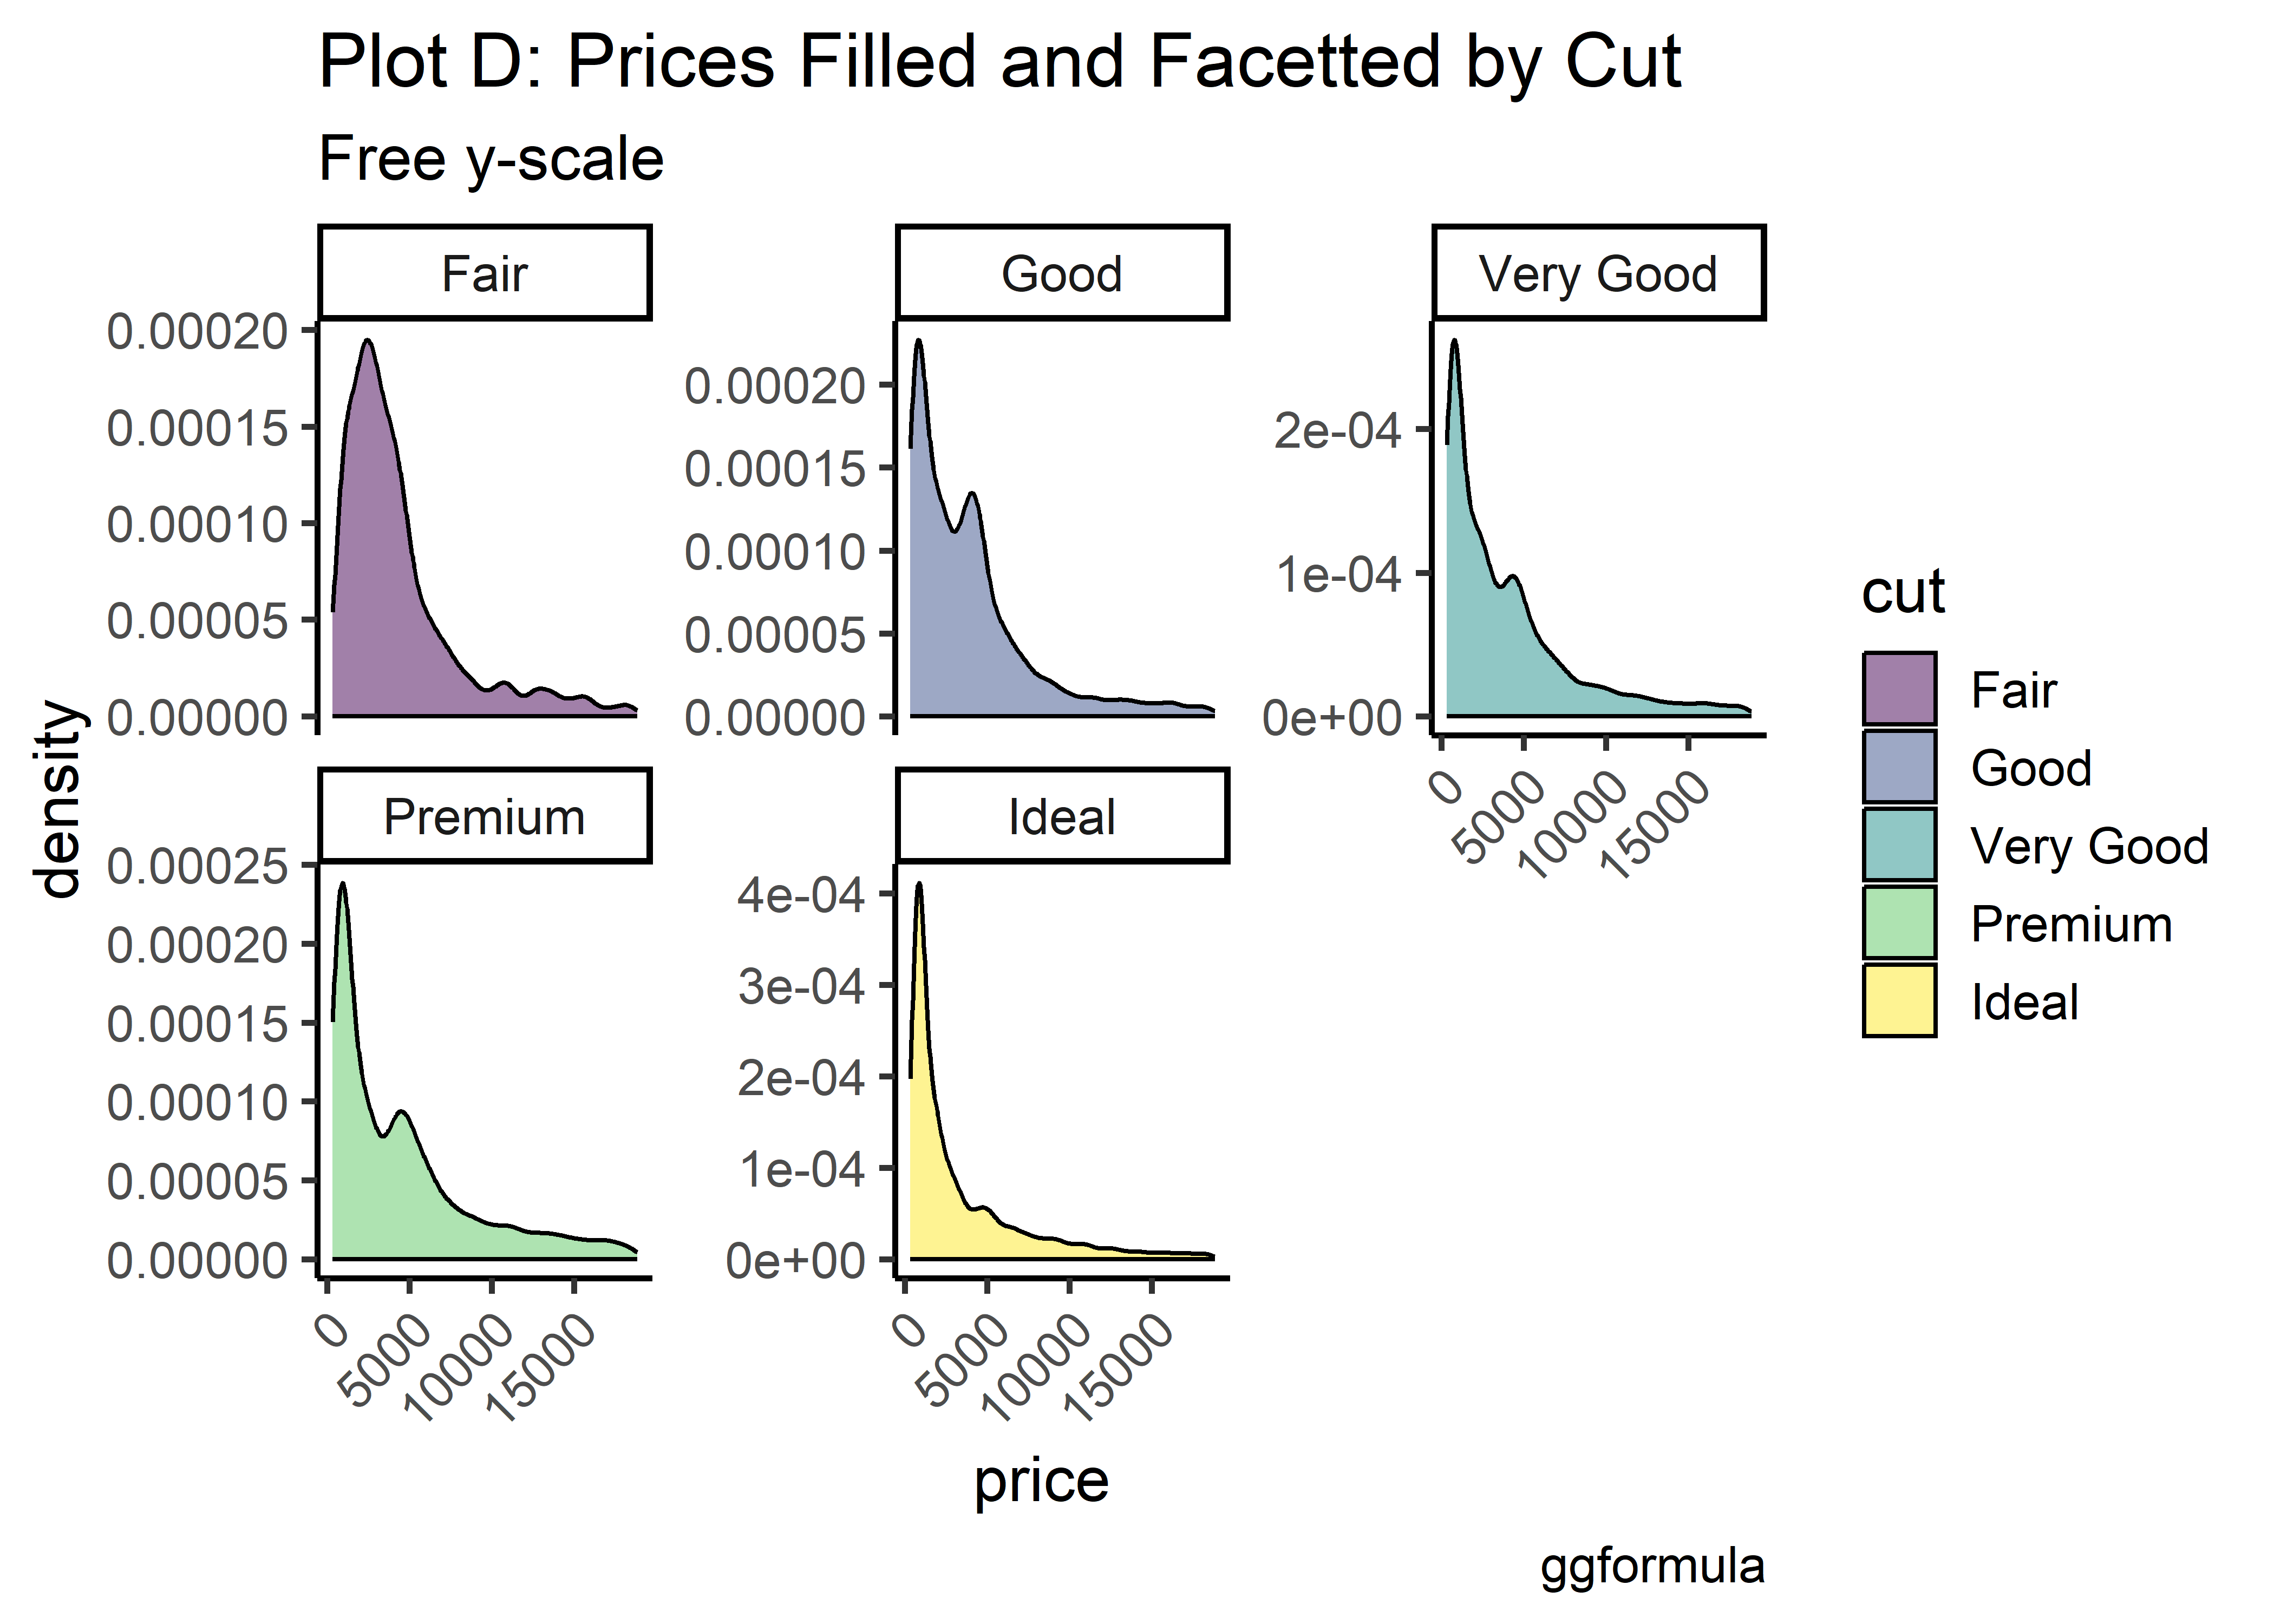 Plot D: Prices Filled and Facetted by Cut
Free y-scale
Fair
Good
Very Good
0.00020
0.00015
0.00010
0.00005
0.00000
0.00020
0.00015
0.00010
0.00005
0.00000
2e-04
1e-04
0e+00
0
5000
10000
15000
density
Premium
Ideal
0.00025
0.00020
0.00015
0.00010
0.00005
0.00000
4e-04
3e-04
2e-04
1e-04
0e+00
0
5000
10000
15000
0
5000
10000
15000
price
cut
Fair
Good
Very Good
Premium
Ideal
ggformula